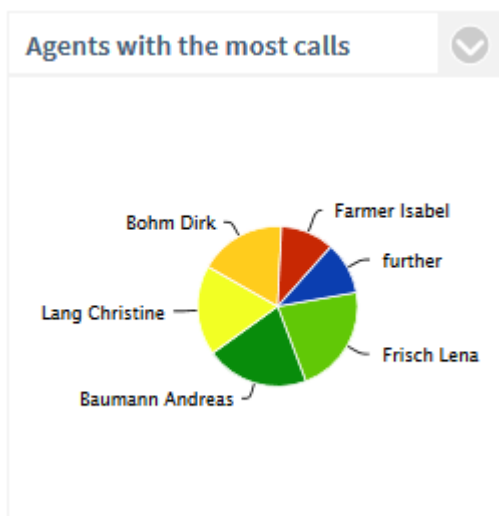 Agents with the most calls
Farmer Isabel
Bohm Dirk
further
Lang Christine
Frisch Lena
Baumann Andreas